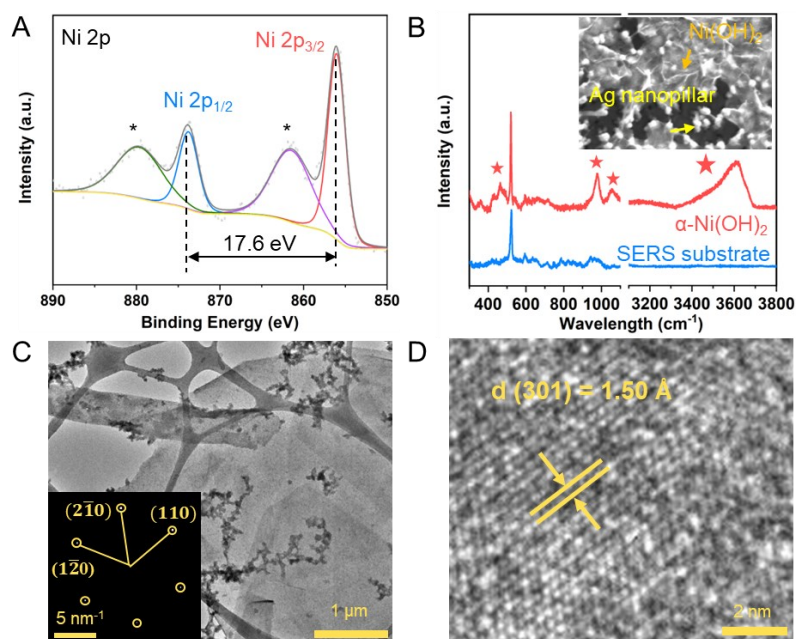 A
Ni 2p
Ni 2p3/2
Ni 2p1/2
*
*
17.6 eV
Intensity (a.u.)
890
880
870
860
850
Binding Energy (eV)
B
Ni(OH)2
Ag nanopillar
α-Ni(OH)2
SERS substrate
Intensity (a.u.)
400
600
800
1000
3200
3400
3600
3800
Wavelength (cm-1)
C
(21̄0)
(110)
(12̄0)
5 nm-1
1 µm
D
d (301) = 1.50 Å
2 nm